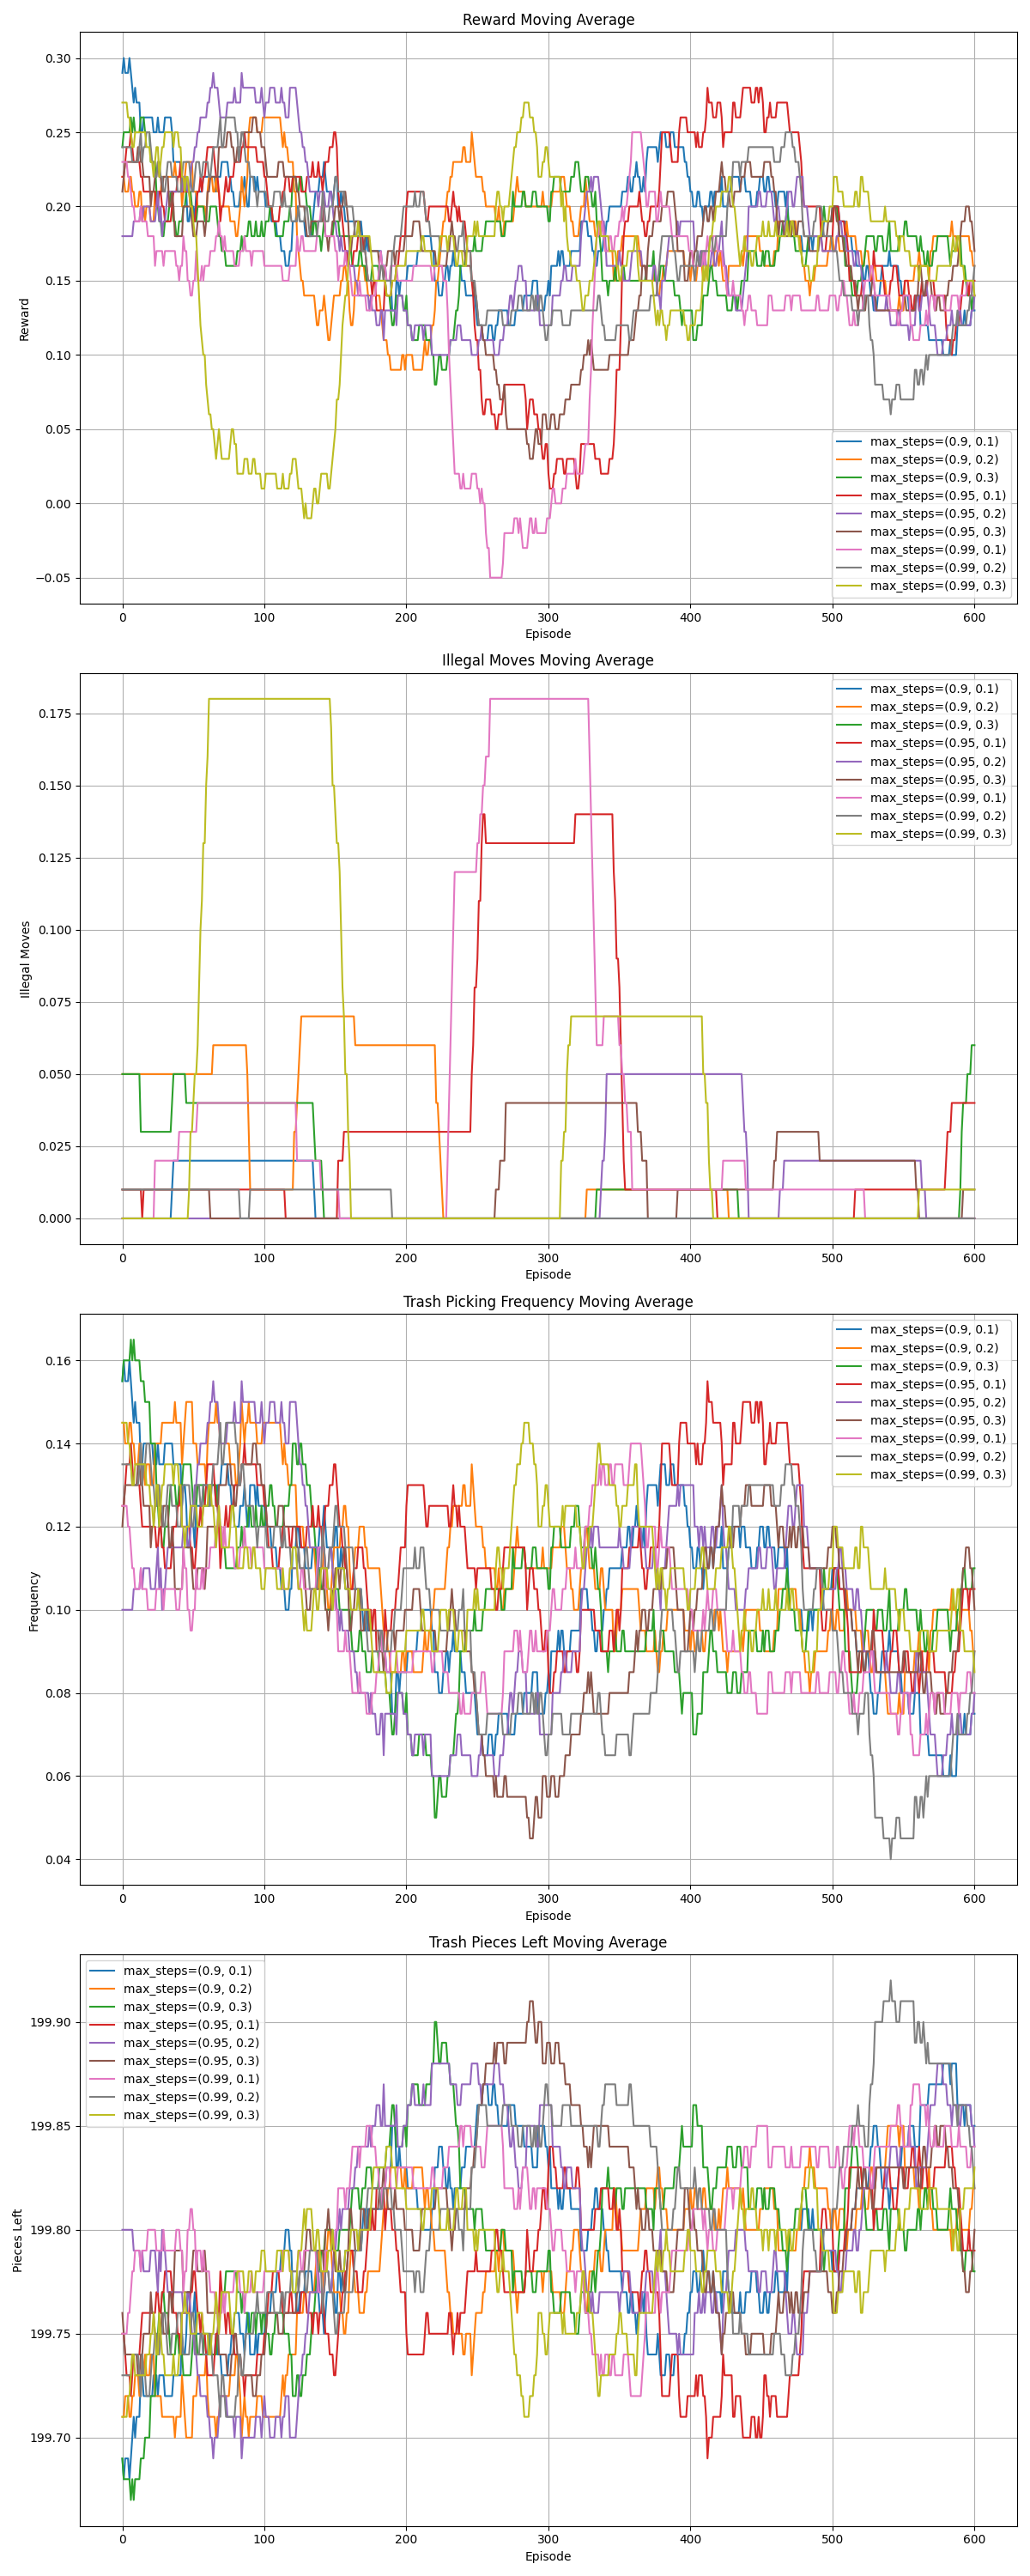 Reward Moving Average
0.30
0.25
0.20
0.15
0.10
0.05
0.00
−0.05
Reward
0 100 200 300 400 500 600
Episode
max_steps=(0.9, 0.1)
max_steps=(0.9, 0.2)
max_steps=(0.9, 0.3)
max_steps=(0.95, 0.1)
max_steps=(0.95, 0.2)
max_steps=(0.95, 0.3)
max_steps=(0.99, 0.1)
max_steps=(0.99, 0.2)
max_steps=(0.99, 0.3)
Illegal Moves Moving Average
0.175
0.150
0.125
0.100
0.075
0.050
0.025
0.000
Illegal Moves
0 100 200 300 400 500 600
Episode
max_steps=(0.9, 0.1)
max_steps=(0.9, 0.2)
max_steps=(0.9, 0.3)
max_steps=(0.95, 0.1)
max_steps=(0.95, 0.2)
max_steps=(0.95, 0.3)
max_steps=(0.99, 0.1)
max_steps=(0.99, 0.2)
max_steps=(0.99, 0.3)
Trash Picking Frequency Moving Average
0.16
0.14
0.12
0.10
0.08
0.06
0.04
Frequency
0 100 200 300 400 500 600
Episode
max_steps=(0.9, 0.1)
max_steps=(0.9, 0.2)
max_steps=(0.9, 0.3)
max_steps=(0.95, 0.1)
max_steps=(0.95, 0.2)
max_steps=(0.95, 0.3)
max_steps=(0.99, 0.1)
max_steps=(0.99, 0.2)
max_steps=(0.99, 0.3)
Trash Pieces Left Moving Average
199.90
199.85
199.80
199.75
199.70
Pieces Left
0 100 200 300 400 500 600
Episode
max_steps=(0.9, 0.1)
max_steps=(0.9, 0.2)
max_steps=(0.9, 0.3)
max_steps=(0.95, 0.1)
max_steps=(0.95, 0.2)
max_steps=(0.95, 0.3)
max_steps=(0.99, 0.1)
max_steps=(0.99, 0.2)
max_steps=(0.99, 0.3)